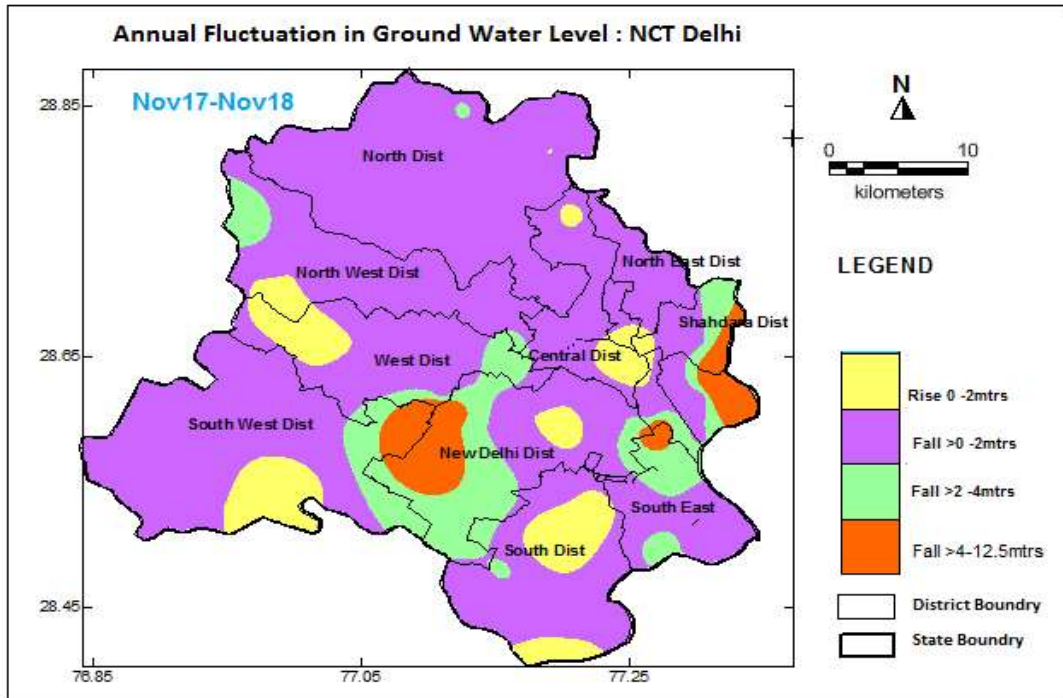 Annual Fluctuation in Ground Water Level : NCT Delhi
Nov17-Nov18
28.85
28.65
28.45
76.85
77.05
77.25
North Dist
North West Dist
North East Dist
Shahdara Dist
West Dist
Central Dist
South West Dist
NewDelhi Dist
South East
South Dist
N
0 10
kilometers
LEGEND
Rise 0 -2mtrs
Fall >0 -2mtrs
Fall >2 -4mtrs
Fall >4-12.5mtrs
District Boundry
State Boundry